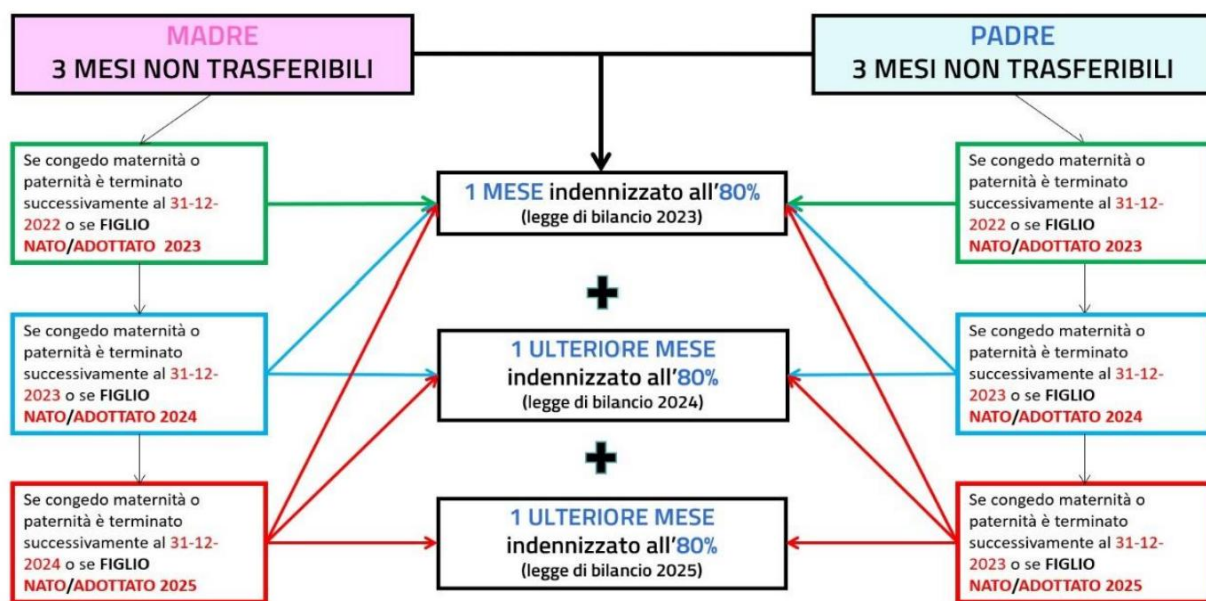 MADRE
3 MESI NON TRASFERIBILI
PADRE
3 MESI NON TRASFERIBILI
Se congedo maternità o
paternità è terminato
successivamente al 31-12-
2022 o se FIGLIO
NATO/ADOTTATO 2023
1 MESE indennizzato all'80%
(legge di bilancio 2023)
Se congedo maternità o
paternità è terminato
successivamente al 31-12-
2022 o se FIGLIO
NATO/ADOTTATO 2023
+
Se congedo maternità o
paternità è terminato
successivamente al 31-12-
2023 o se FIGLIO
NATO/ADOTTATO 2024
1 ULTERIORE MESE
indennizzato all'80%
(legge di bilancio 2024)
Se congedo maternità o
paternità è terminato
successivamente al 31-12-
2023 o se FIGLIO
NATO/ADOTTATO 2024
+
Se congedo maternità o
paternità è terminato
successivamente al 31-12-
2024 o se FIGLIO
NATO/ADOTTATO 2025
1 ULTERIORE MESE
indennizzato all'80%
(legge di bilancio 2025)
Se congedo maternità o
paternità è terminato
successivamente al 31-12-
2023 o se FIGLIO
NATO/ADOTTATO 2025